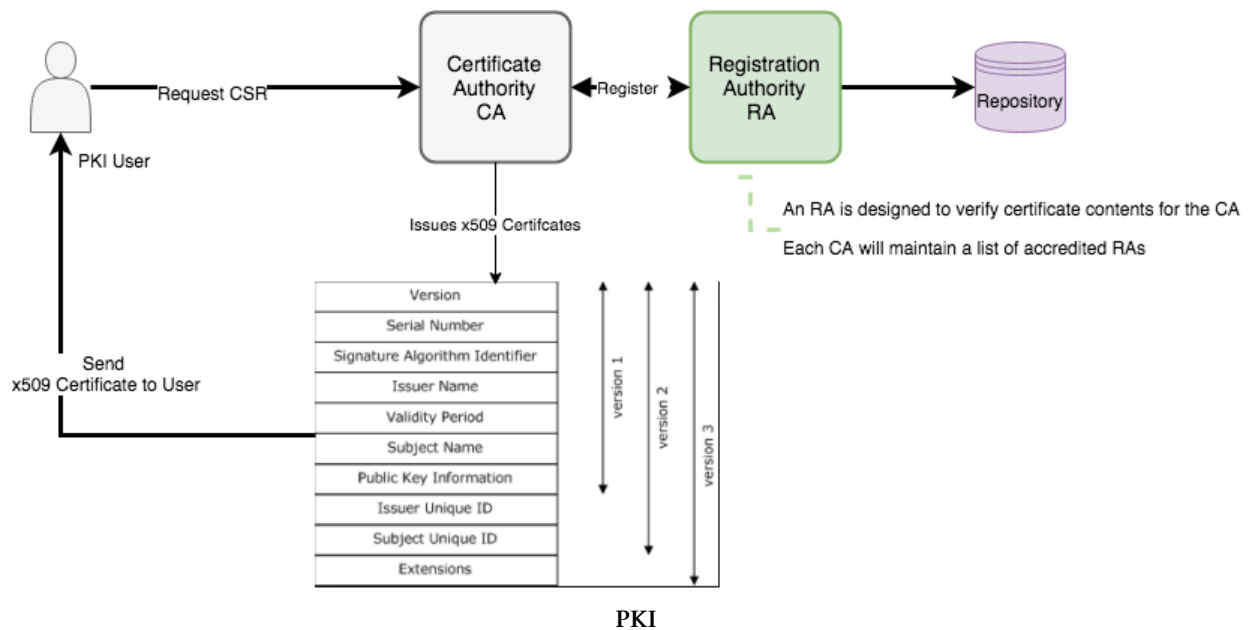 Request CSR
Certificate
Authority
CA
Register
Registration
Authority
RA
Repository
PKI User
Issues x509 Certifcates
An RA is designed to verify certificate contents for the CA
Each CA will maintain a list of accredited RAs
Version
Serial Number
Signature Algorithm Identifier
Issuer Name
Validity Period
Subject Name
Public Key Information
Issuer Unique ID
Subject Unique ID
Extensions
version 1
version 2
version 3
Send
x509 Certificate to User
PKI